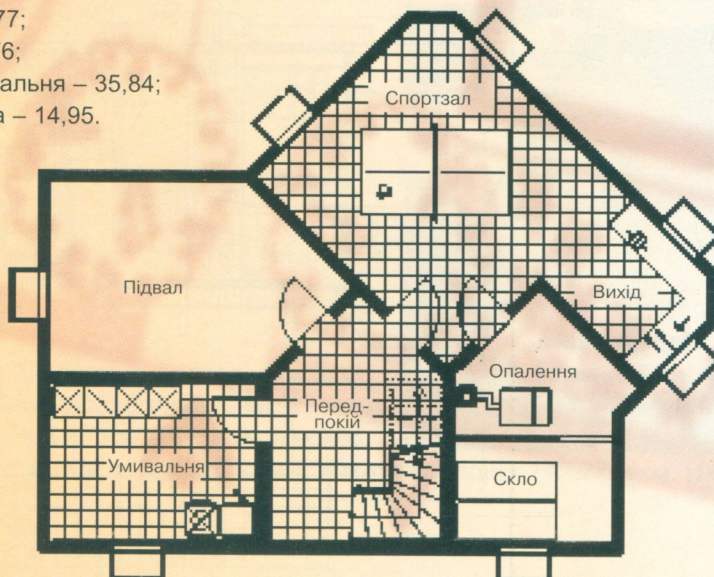 77;
6;
альня – 35,84;
а – 14,95.
Спортзал
Підвал
Вихід
Опалення
Перед-
покій
Умивальня
Скло